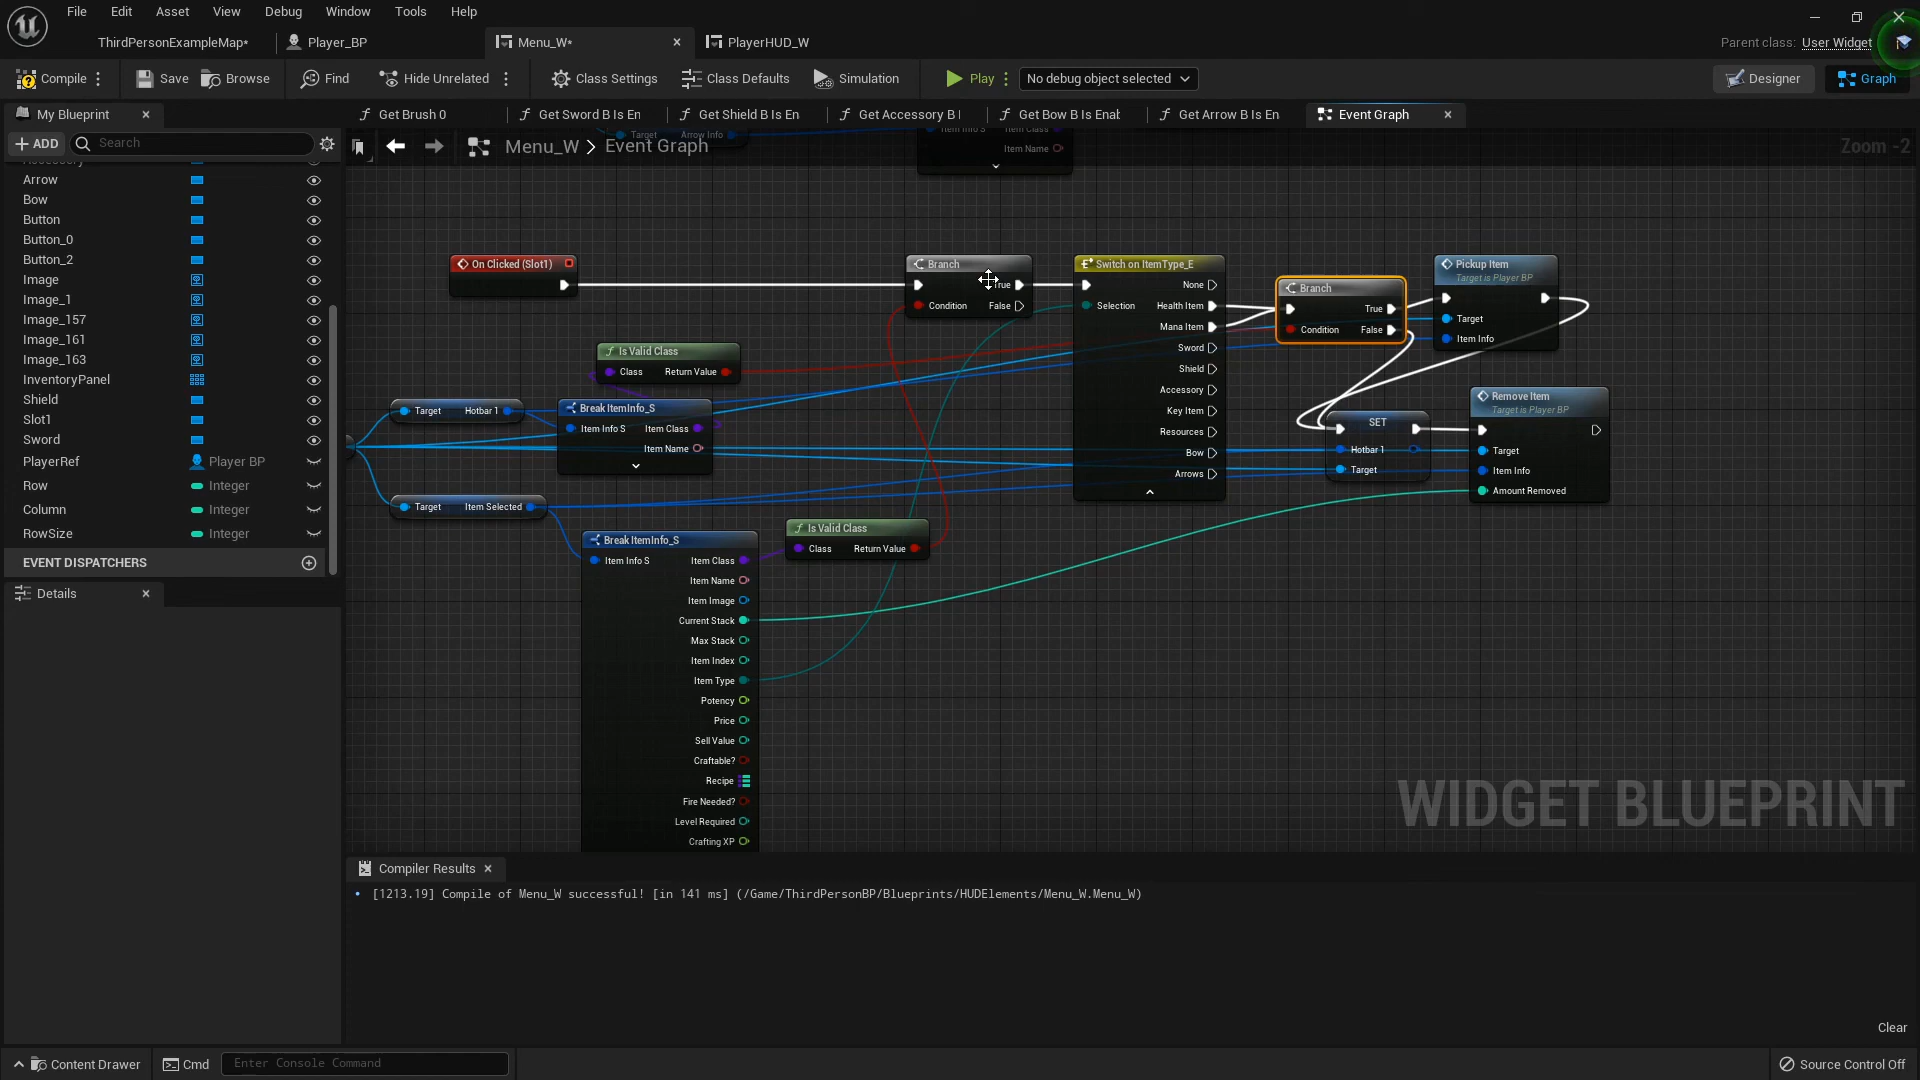 File Edit Asset View Debug Window Tools Help
ThirdPersonExampleMap* Player_BP Menu_W* PlayerHUD_W Parent class: User Widget
Compile Save Browse Find Hide Unrelated Class Settings Class Defaults Simulation Play No debug object selected Designer Graph
My Blueprint Get Brush 0 Get Sword B Is En Get Shield B Is En Get Accessory B I Get Bow B Is Enat Get Arrow B Is En Event Graph
ADD Search
Menu_W > Event Graph Zoom -2
Target Arrow Info
Item Name
Arrow
Bow
Button
Button_0
Button_2
Image
Image_1
Image_157
Image_161
Image_163
InventoryPanel
Shield
Slot1
Sword
PlayerRef Player BP
Row Integer
Column Integer
RowSize Integer
EVENT DISPATCHERS
Details
On Clicked (Slot1)
Branch
True
Condition False
Switch on ItemType_E
None
Selection Health Item
Mana Item
Sword
Shield
Accessory
Key Item
Resources
Bow
Arrows
Branch
True
Condition False
Pickup Item
Target is Player BP
Target
Item Info
Is Valid Class
Class Return Value
Target Hotbar 1
Break ItemInfo_S
Item Info S Item Class
Item Name
SET
Hotbar 1
Target
Remove Item
Target is Player BP
Target
Item Info
Amount Removed
Target Item Selected
Is Valid Class
Class Return Value
Break ItemInfo_S
Item Info S Item Class
Item Name
Item Image
Current Stack
Max Stack
Item Index
Item Type
Potency
Price
Sell Value
Craftable?
Recipe
Fire Needed?
Level Required
Crafting XP
WIDGET BLUEPRINT
Compiler Results
[1213.19] Compile of Menu_W successful! [in 141 ms] (/Game/ThirdPersonBP/Blueprints/HUDElements/Menu_W.Menu_W)
Clear
Content Drawer Cmd Enter Console Command Source Control Off